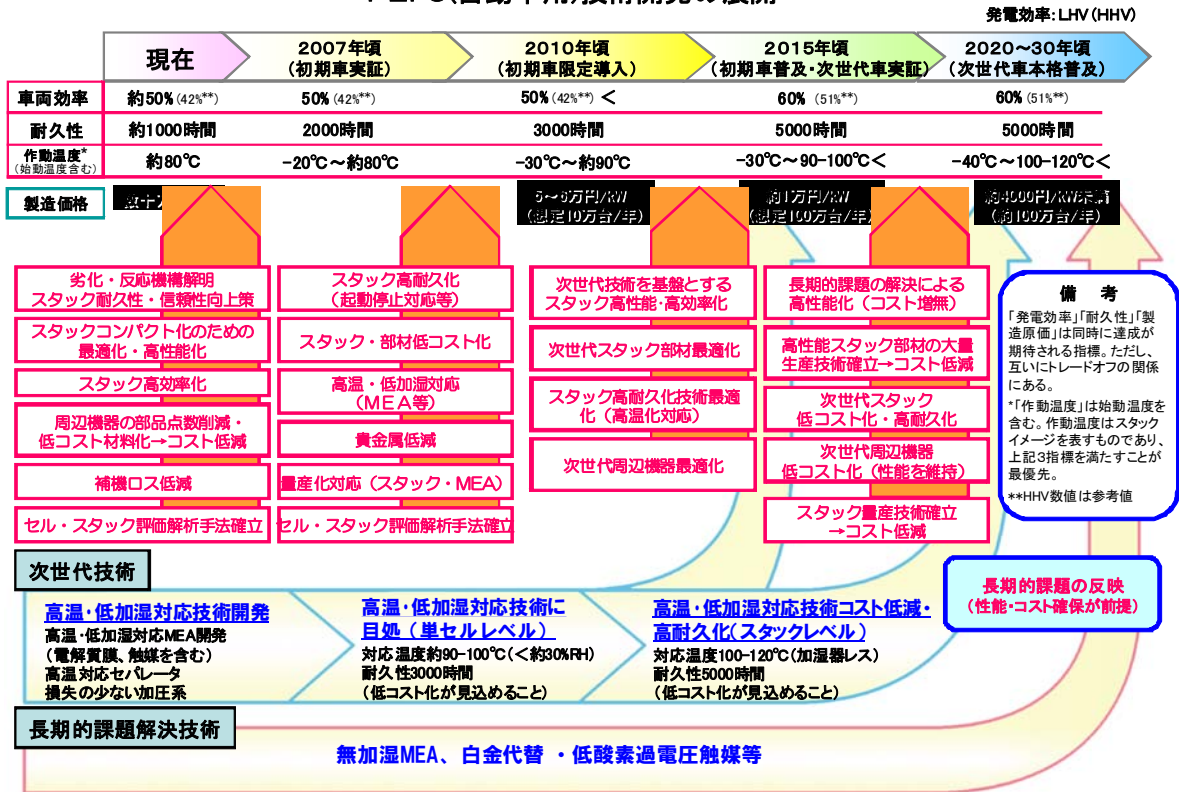 発電効率:LHV(HHV)
現在
2007年頃
(初期車実証)
2010年頃
(初期車限定導入)
2015年頃
(初期車普及・次世代車実証)
2020~30年頃
(次世代車本格普及)
車両効率
約50% (42%**)
50% (42%**)
50% (42%**) <
60% (51%**)
60% (51%**)
耐久性
約1000時間
2000時間
3000時間
5000時間
5000時間
作動温度*
(始動温度含む)
約80℃
-20℃~約80℃
-30℃~約90℃
-30℃~90-100℃<
-40℃~100-120℃<
製造価格
5~6万円/kW
(想定10万台/年)
約1万円/kW
(想定100万台/年)
約4000円/kW未満
(約100万台/年)
劣化・反応機構解明
スタック耐久性・信頼性向上策
スタックコンパクト化のための
最適化・高性能化
スタック高効率化
周辺機器の部品点数削減・
低コスト材料化→コスト低減
補機ロス低減
セル・スタック評価解析手法確立
スタック高耐久化
(起動停止対応等)
スタック・部材低コスト化
高温・低加湿対応
(MEA等)
貴金属低減
量産化対応(スタック・MEA)
セル・スタック評価解析手法確立
次世代技術を基盤とする
スタック高性能・高効率化
次世代スタック部材最適化
スタック高耐久化技術最適
化(高温化対応)
次世代周辺機器最適化
長期的課題の解決による
高性能化(コスト増無)
高性能スタック部材の大量
生産技術確立→コスト低減
次世代スタック
低コスト化・高耐久化
次世代周辺機器
低コスト化(性能を維持)
スタック量産技術確立
→コスト低減
備 考
「発電効率」「耐久性」「製
造原価」は同時に達成が
期待される指標。ただし、
互いにトレードオフの関係
にある。
*「作動温度」は始動温度を
含む。作動温度はスタック
イメージを表すものであり、
上記3指標を満たすことが
最優先。
**HHV数値は参考値
次世代技術
高温・低加湿対応技術開発
高温・低加湿対応MEA開発
(電解質膜、触媒を含む)
高温対応セパレータ
損失の少ない加圧系
高温・低加湿対応技術に
目処(単セルレベル)
対応温度約90-100℃(<約30%RH)
耐久性3000時間
(低コスト化が見込めること)
高温・低加湿対応技術コスト低減・
高耐久化(スタックレベル)
対応温度100-120℃(加湿器レス)
耐久性5000時間
(低コスト化が見込めること)
長期的課題の反映
(性能・コスト確保が前提)
長期的課題解決技術
無加湿MEA、白金代替・低酸素過電圧触媒等